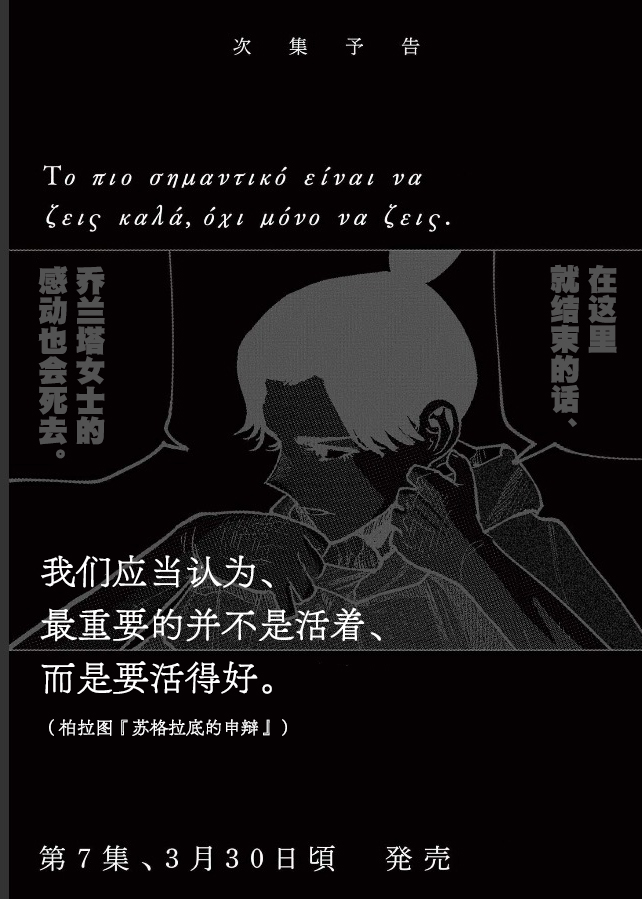 次集予告
Το πιο σημαντικό είναι να
ζεις καλά, όχι μόνο να ζεις.
在这里
就结束的话、
乔兰塔女士的
感动也会死去。
我们应当认为、
最重要的并不是活着、
而是要活得好。
（柏拉图『苏格拉底的申辩』）
第7集、3月30日頃 発売